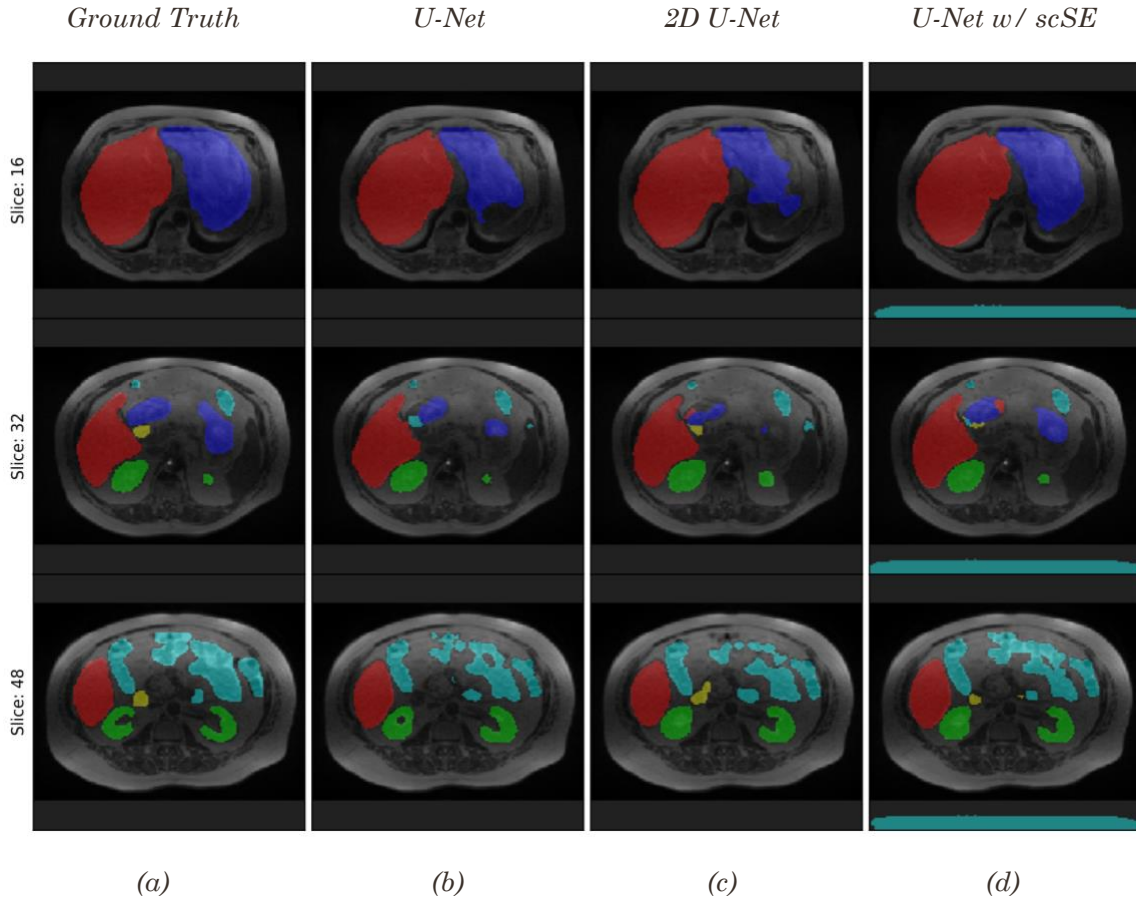 Ground Truth
U-Net
2D U-Net
U-Net w/ scSE
Slice: 16
Slice: 32
Slice: 48
(a)
(b)
(c)
(d)